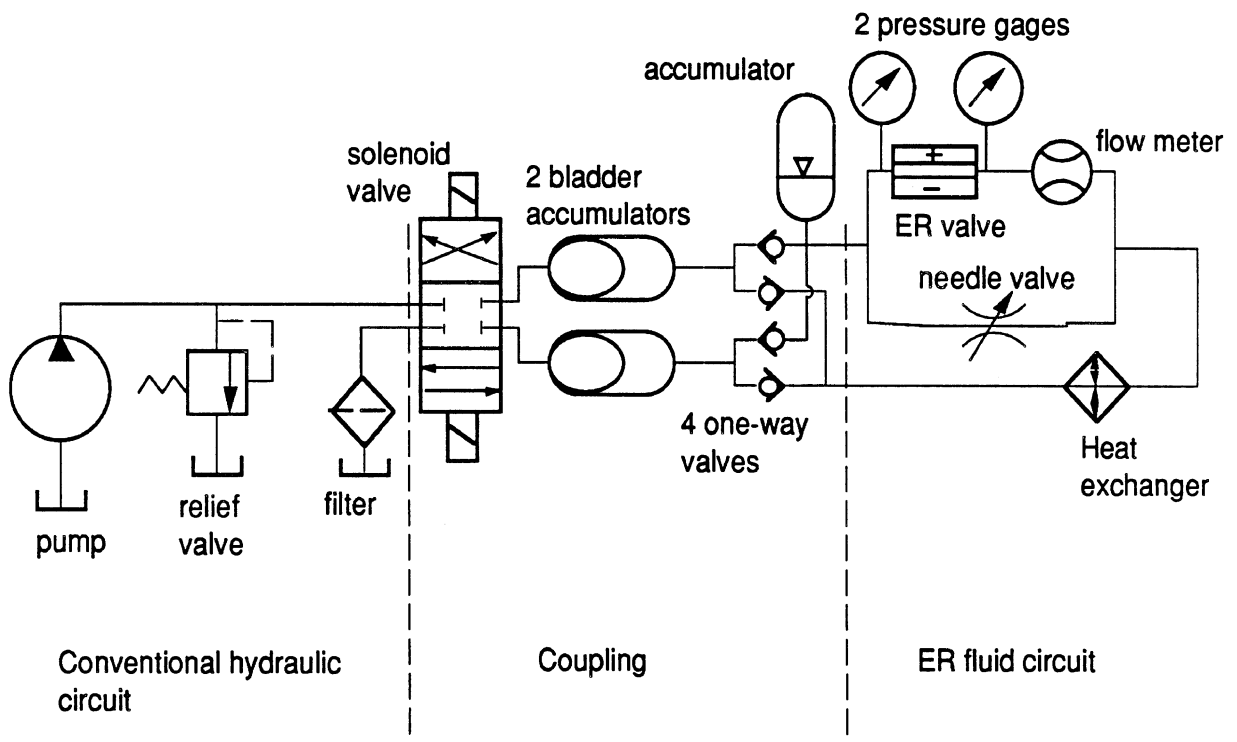 2 pressure gages
accumulator
flow meter
solenoid
valve
2 bladder
accumulators
+
−
ER valve
needle valve
4 one-way
valves
Heat
exchanger
relief
valve
filter
pump
Conventional hydraulic
circuit
Coupling
ER fluid circuit